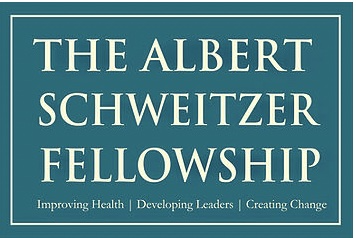 THE ALBERT
SCHWEITZER
FELLOWSHIP
Improving Health | Developing Leaders | Creating Change